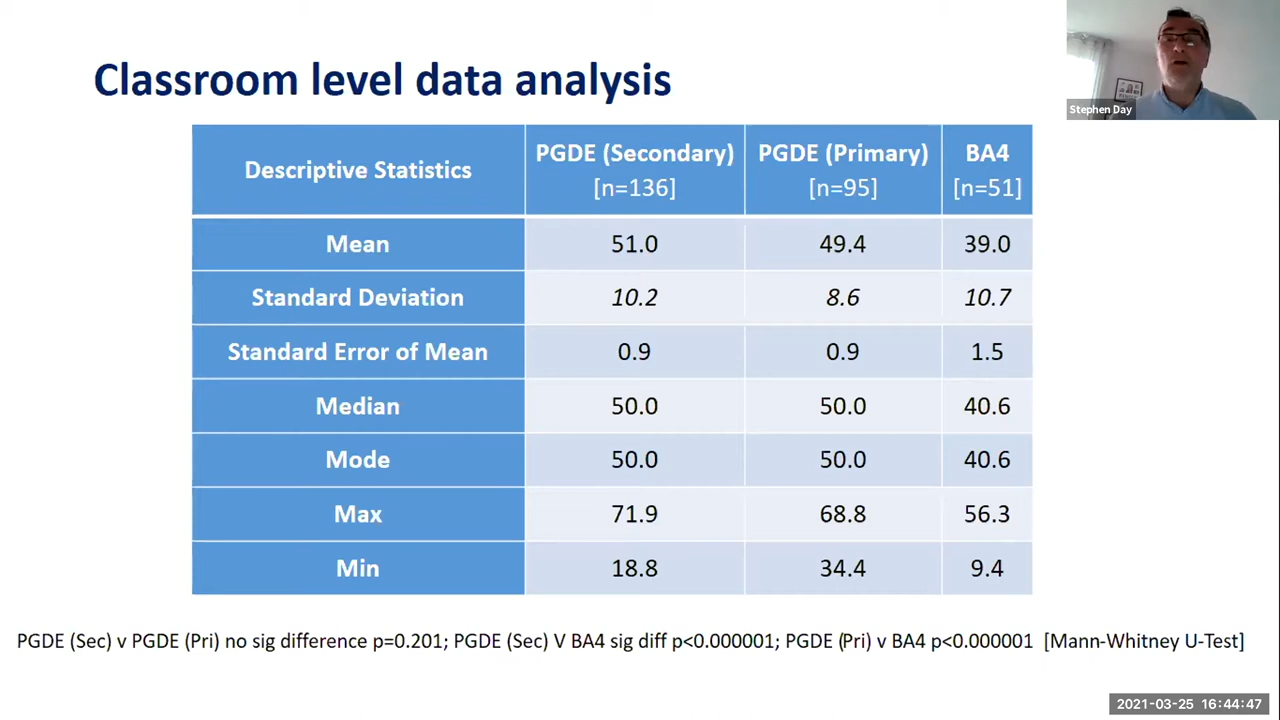 Classroom level data analysis
Stephen Day
Descriptive Statistics PGDE (Secondary) [n=136] PGDE (Primary) [n=95] BA4 [n=51]
Mean 51.0 49.4 39.0
Standard Deviation 10.2 8.6 10.7
Standard Error of Mean 0.9 0.9 1.5
Median 50.0 50.0 40.6
Mode 50.0 50.0 40.6
Max 71.9 68.8 56.3
Min 18.8 34.4 9.4
PGDE (Sec) v PGDE (Pri) no sig difference p=0.201; PGDE (Sec) V BA4 sig diff p<0.000001; PGDE (Pri) v BA4 p<0.000001 [Mann-Whitney U-Test]
2021-03-25 16:44:47